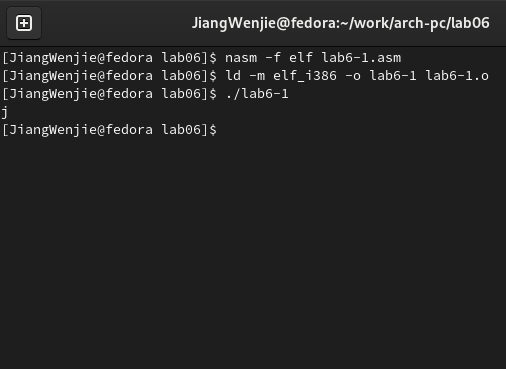 JiangWenjie@fedora:~/work/arch-pc/lab06
[JiangWenjie@fedora lab06]$ nasm -f elf lab6-1.asm
[JiangWenjie@fedora lab06]$ ld -m elf_i386 -o lab6-1 lab6-1.o
[JiangWenjie@fedora lab06]$ ./lab6-1
j
[JiangWenjie@fedora lab06]$